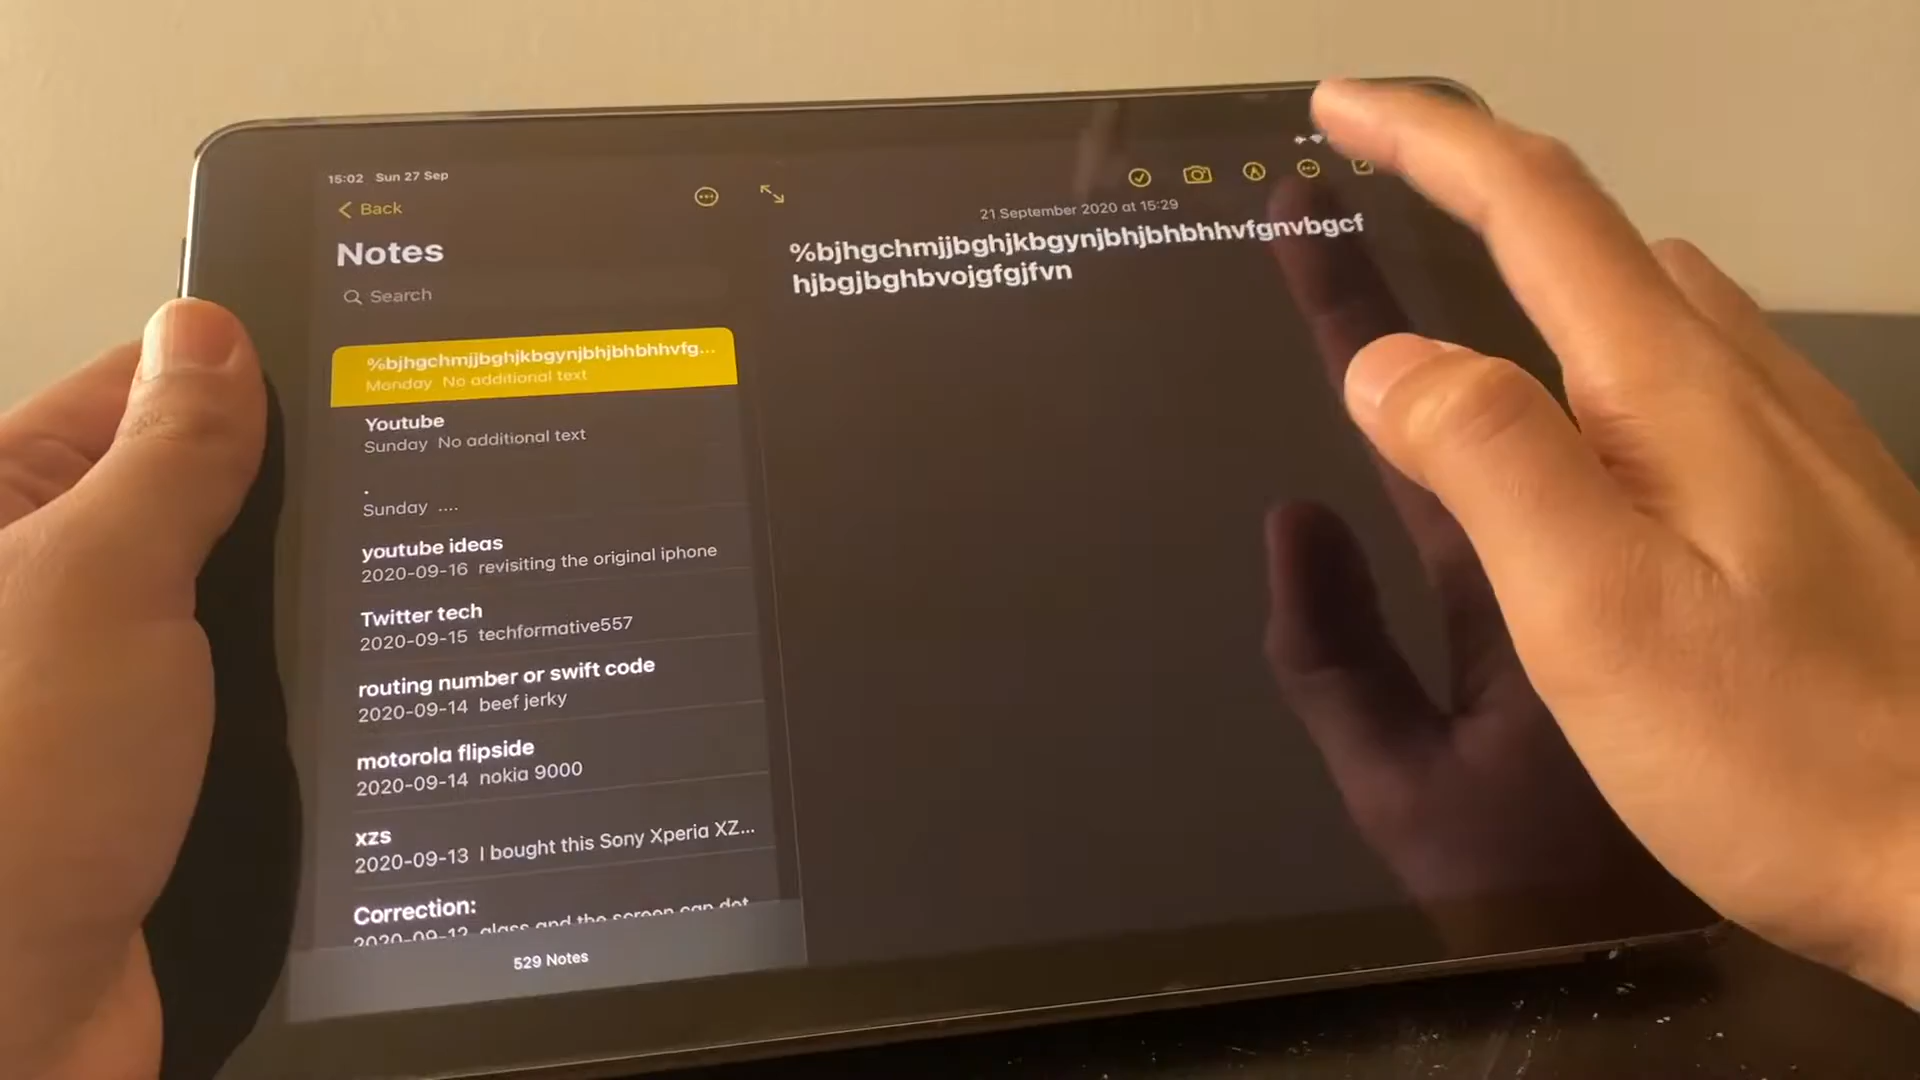 15:02 Sun 27 Sep
Back
Notes
Search
%bjhgchmjjbghjkbgynjbhjbhbhhvfg...
Monday No additional text
Youtube
Sunday No additional text
.
Sunday ....
youtube ideas
2020-09-16 revisiting the original iphone
Twitter tech
2020-09-15 techformative557
routing number or swift code
2020-09-14 beef jerky
motorola flipside
2020-09-14 nokia 9000
xzs
2020-09-13 I bought this Sony Xperia XZ...
Correction:
2020-09-12 glass and the screen can dot
529 Notes
21 September 2020 at 15:29
%bjhgchmjjbghjkbgynjbhjbhbhhvfgnvbgcf
hjbgjbghbvojgfgjfvn